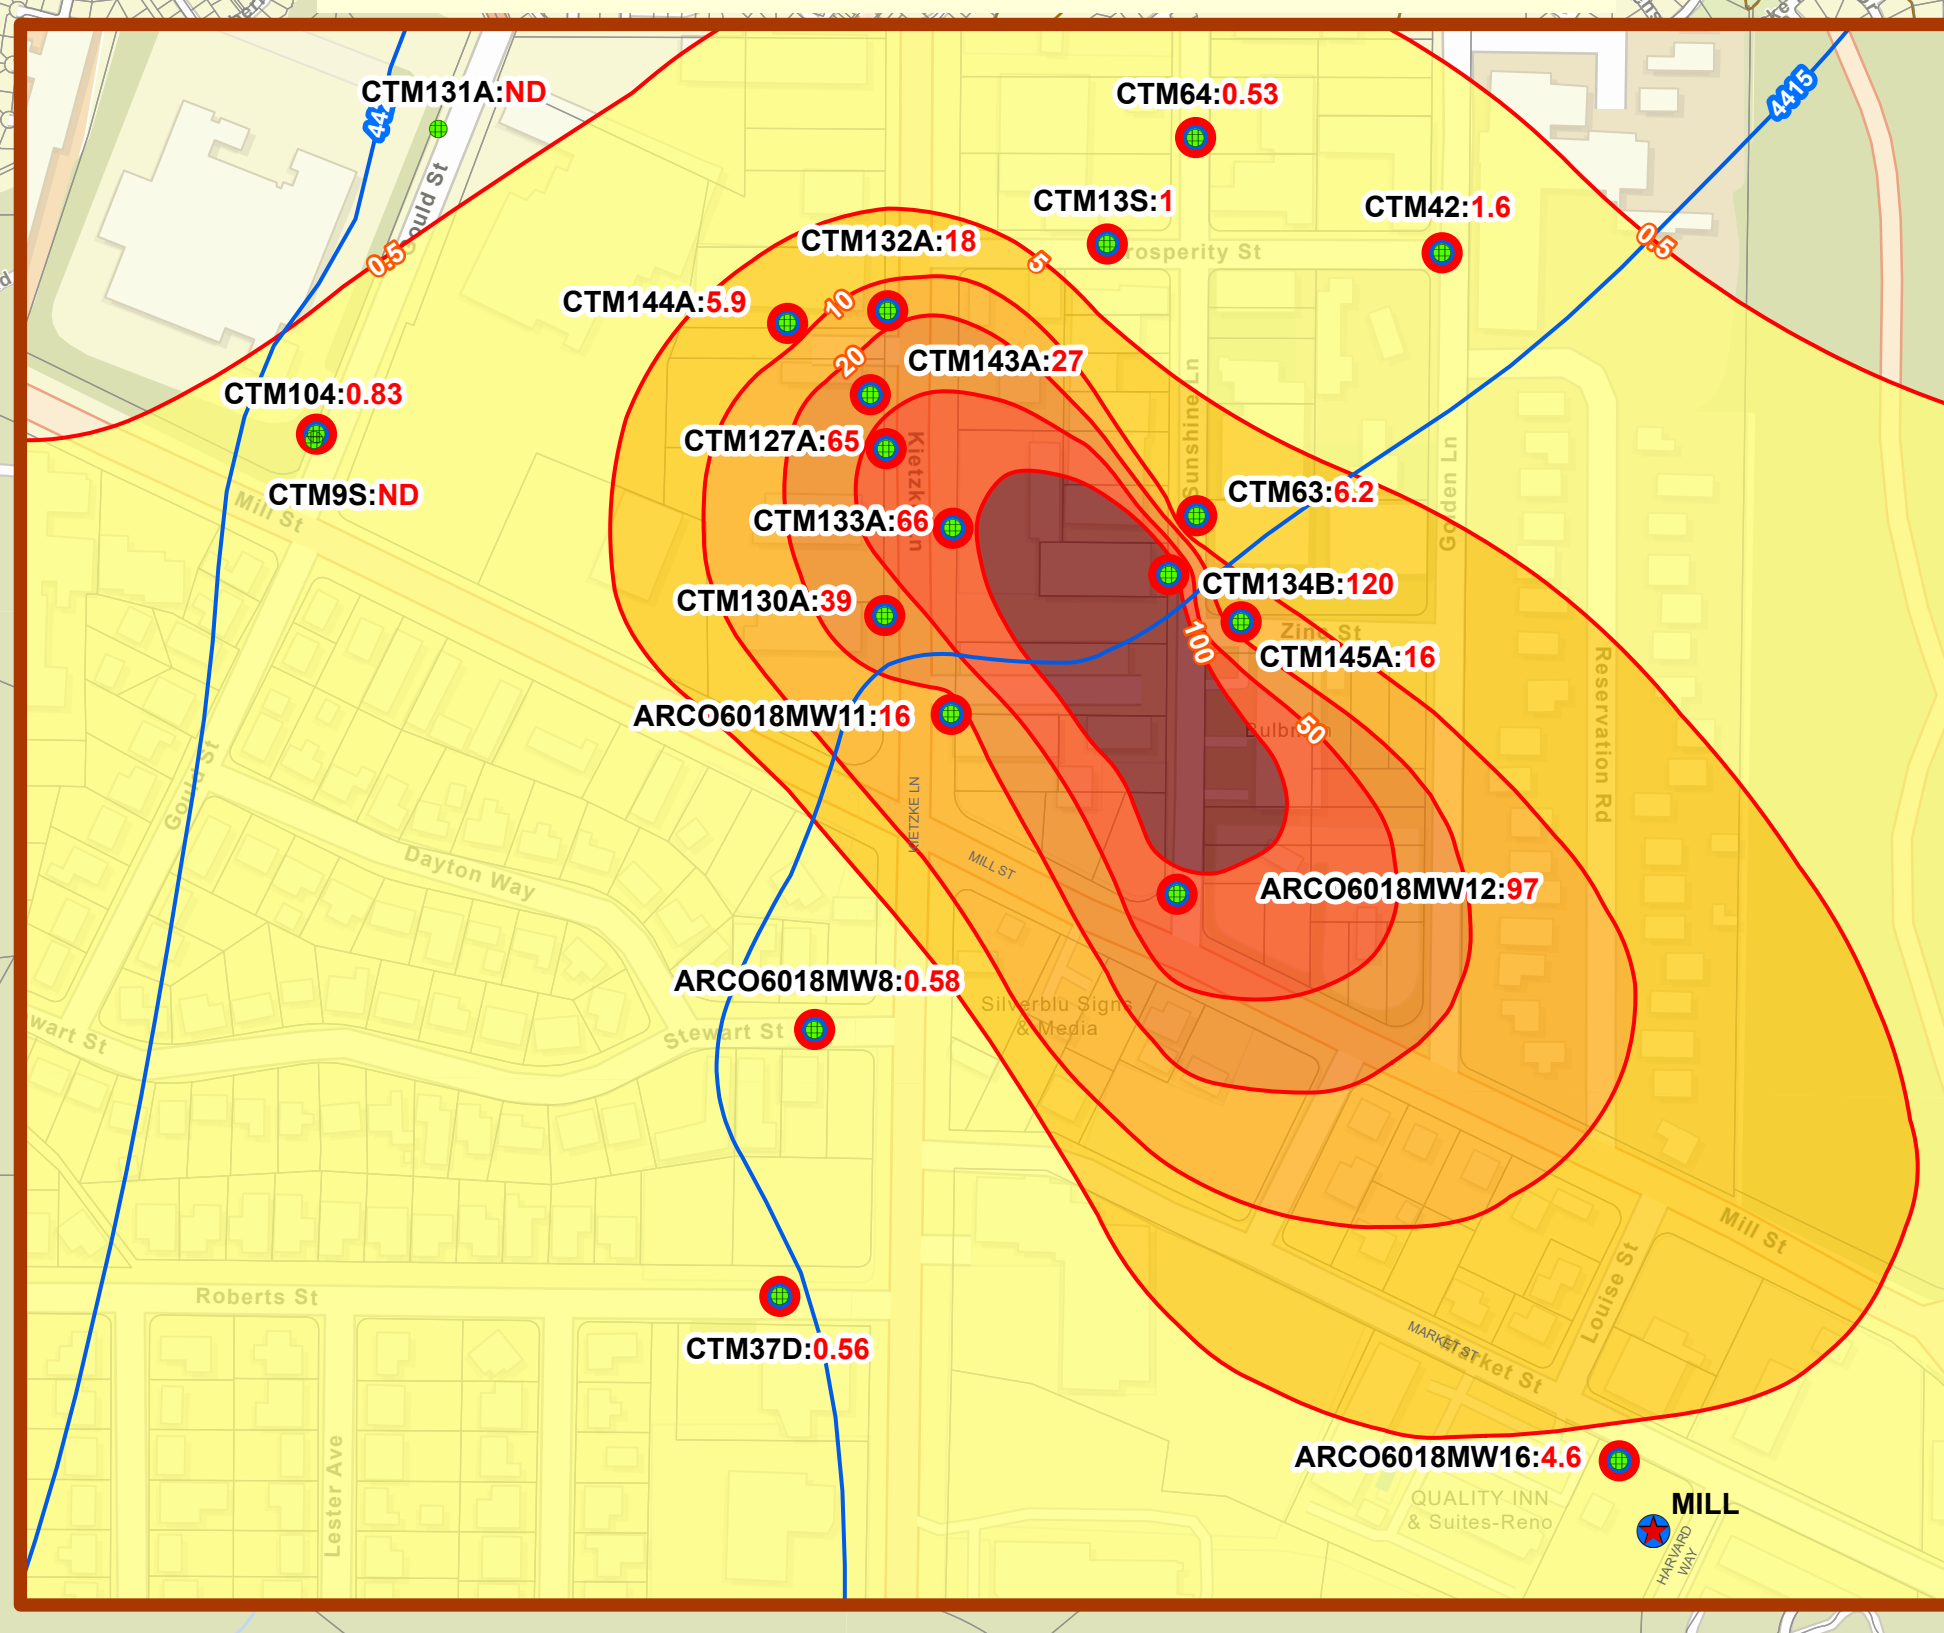 CTM131A:ND
44
Gould St
CTM64:0.53
4415
CTM13S:1
CTM42:1.6
0.5
0.5
CTM132A:18
5
rosperity St
CTM144A:5.9
10
20
CTM143A:27
Sunshine Ln
CTM104:0.83
CTM127A:65
Kietzke Ln
Golden Ln
CTM9S:ND
Mill St
CTM63:6.2
CTM133A:66
CTM134B:120
CTM130A:39
Zinc St
100
CTM145A:16
ARCO6018MW11:16
50
Reservation Rd
Gould St
KIETZKE LN
Dayton Way
MILL ST
ARCO6018MW12:97
ARCO6018MW8:0.58
Silverblu Signs
& Media
wart St
Stewart St
Mill St
Roberts St
Louise St
CTM37D:0.56
MARKET ST
Market St
Lester Ave
ARCO6018MW16:4.6
QUALITY INN
& Suites-Reno
MILL
HARVARD
WAY